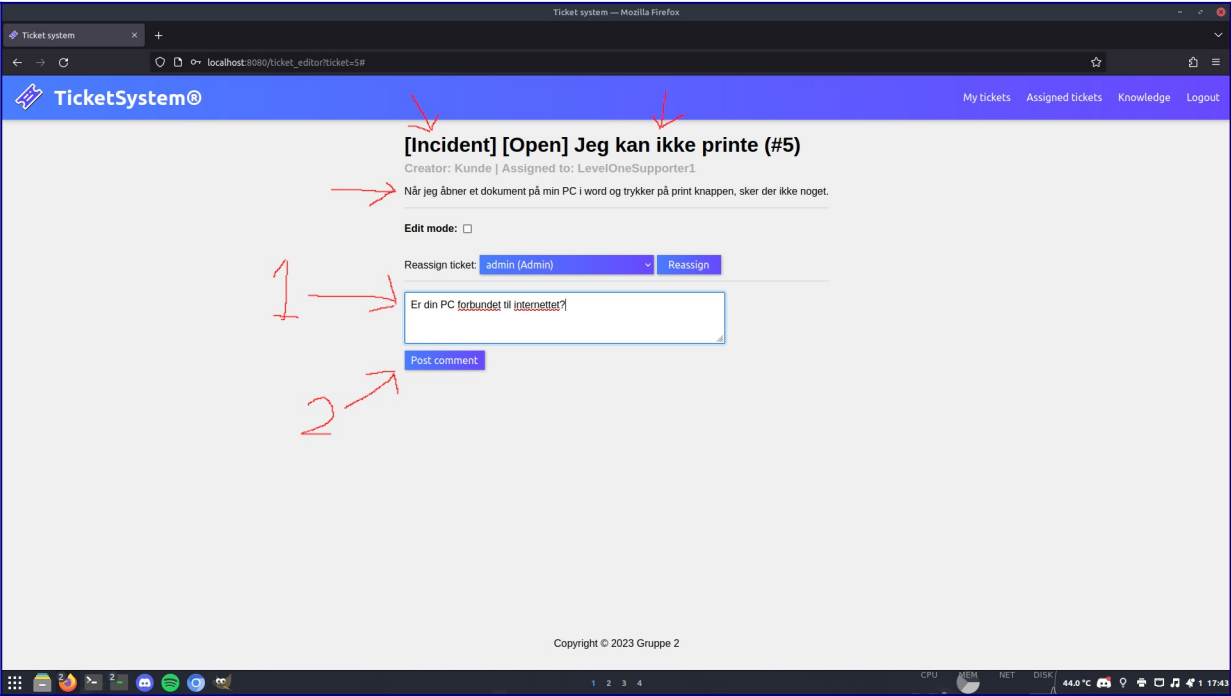 Ticket system — Mozilla Firefox
Ticket system
localhost:8080/ticket_editor?ticket=5#
TicketSystem® My tickets Assigned tickets Knowledge Logout
[Incident] [Open] Jeg kan ikke printe (#5)
Creator: Kunde | Assigned to: LevelOneSupporter1
Når jeg åbner et dokument på min PC i word og trykker på print knappen, sker der ikke noget.
Edit mode:
Reassign ticket: admin (Admin) Reassign
1
Er din PC forbundet til internettet?
Post comment
2
Copyright © 2023 Gruppe 2
2 2 1 2 3 4 CPU MEM NET DISK 44.0°C 1 17:43